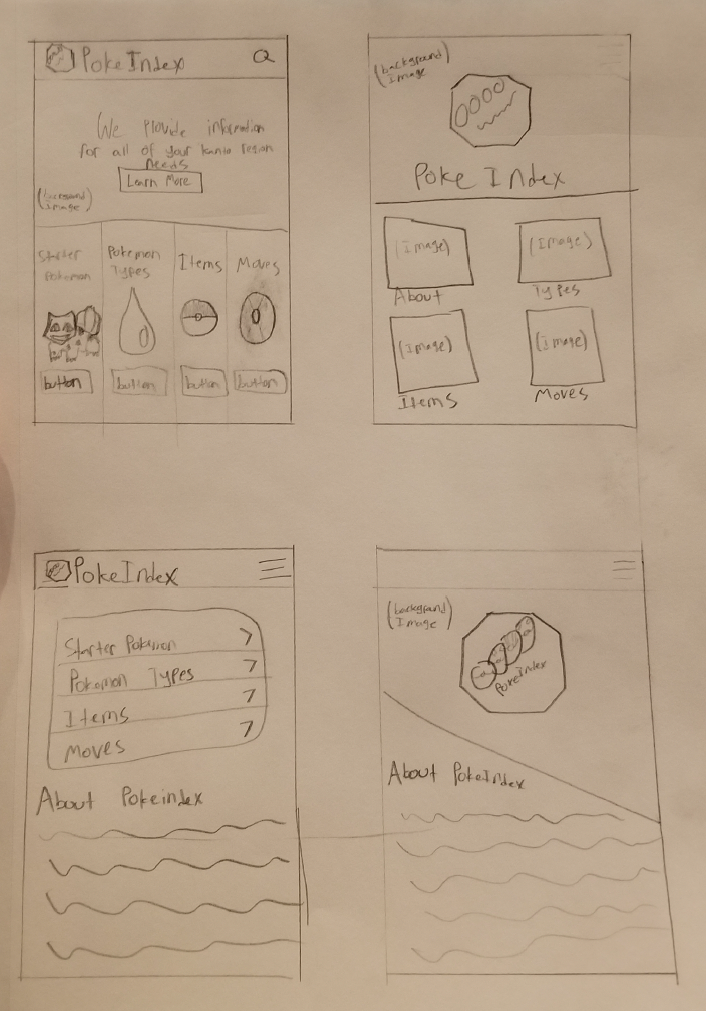 PokeIndex
We Provide information
for all of your kanto region
Needs
Learn More
(background
Image)
Starter
Pokemon
Pokemon
Types
Items
Moves
button
button
button
button
(background
Image)
Poke Index
(Image)
(Image)
About
Types
(Image)
(Image)
Items
Moves
PokeIndex
Starter Pokemon
Pokemon Types
Items
Moves
About Pokeindex
(background
Image)
PokeIndex
About PokeIndex